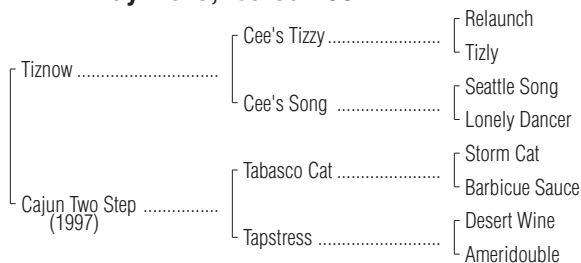 Relaunch
Cee's Tizzy
Tizly
Tiznow
Seattle Song
Cee's Song
Lonely Dancer
Storm Cat
Tabasco Cat
Barbicue Sauce
Cajun Two Step
(1997)
Desert Wine
Tapstress
Ameridouble